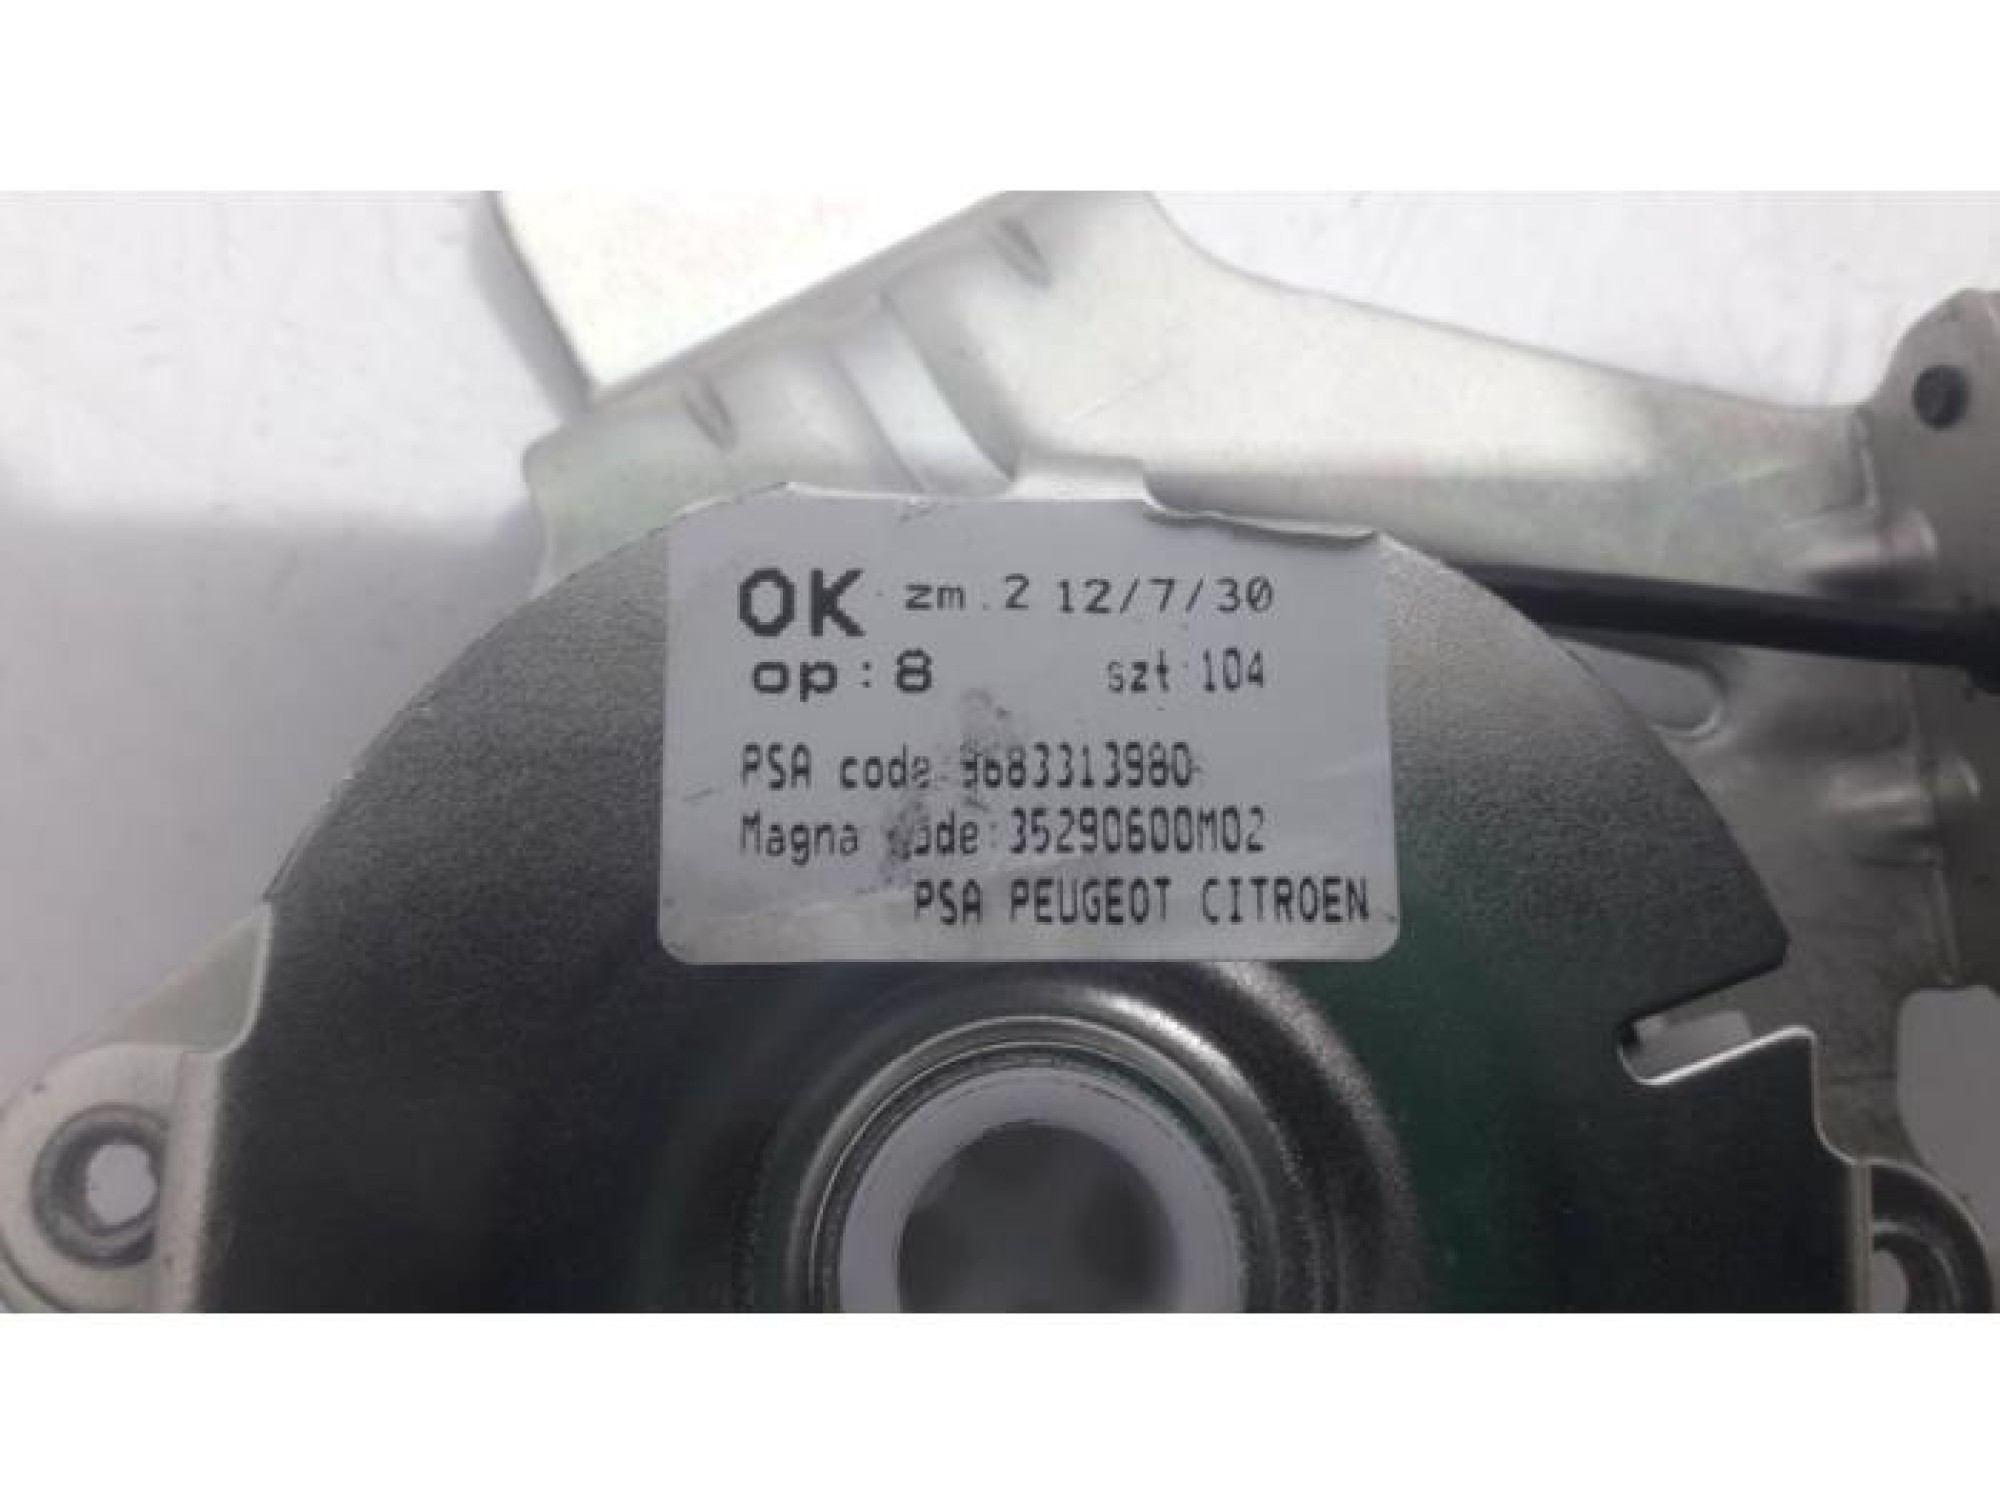 OK zm.2 12/7/30
op:8 szt:104
PSA code:9683313980
Magna code:35290600M02
PSA PEUGEOT CITROEN